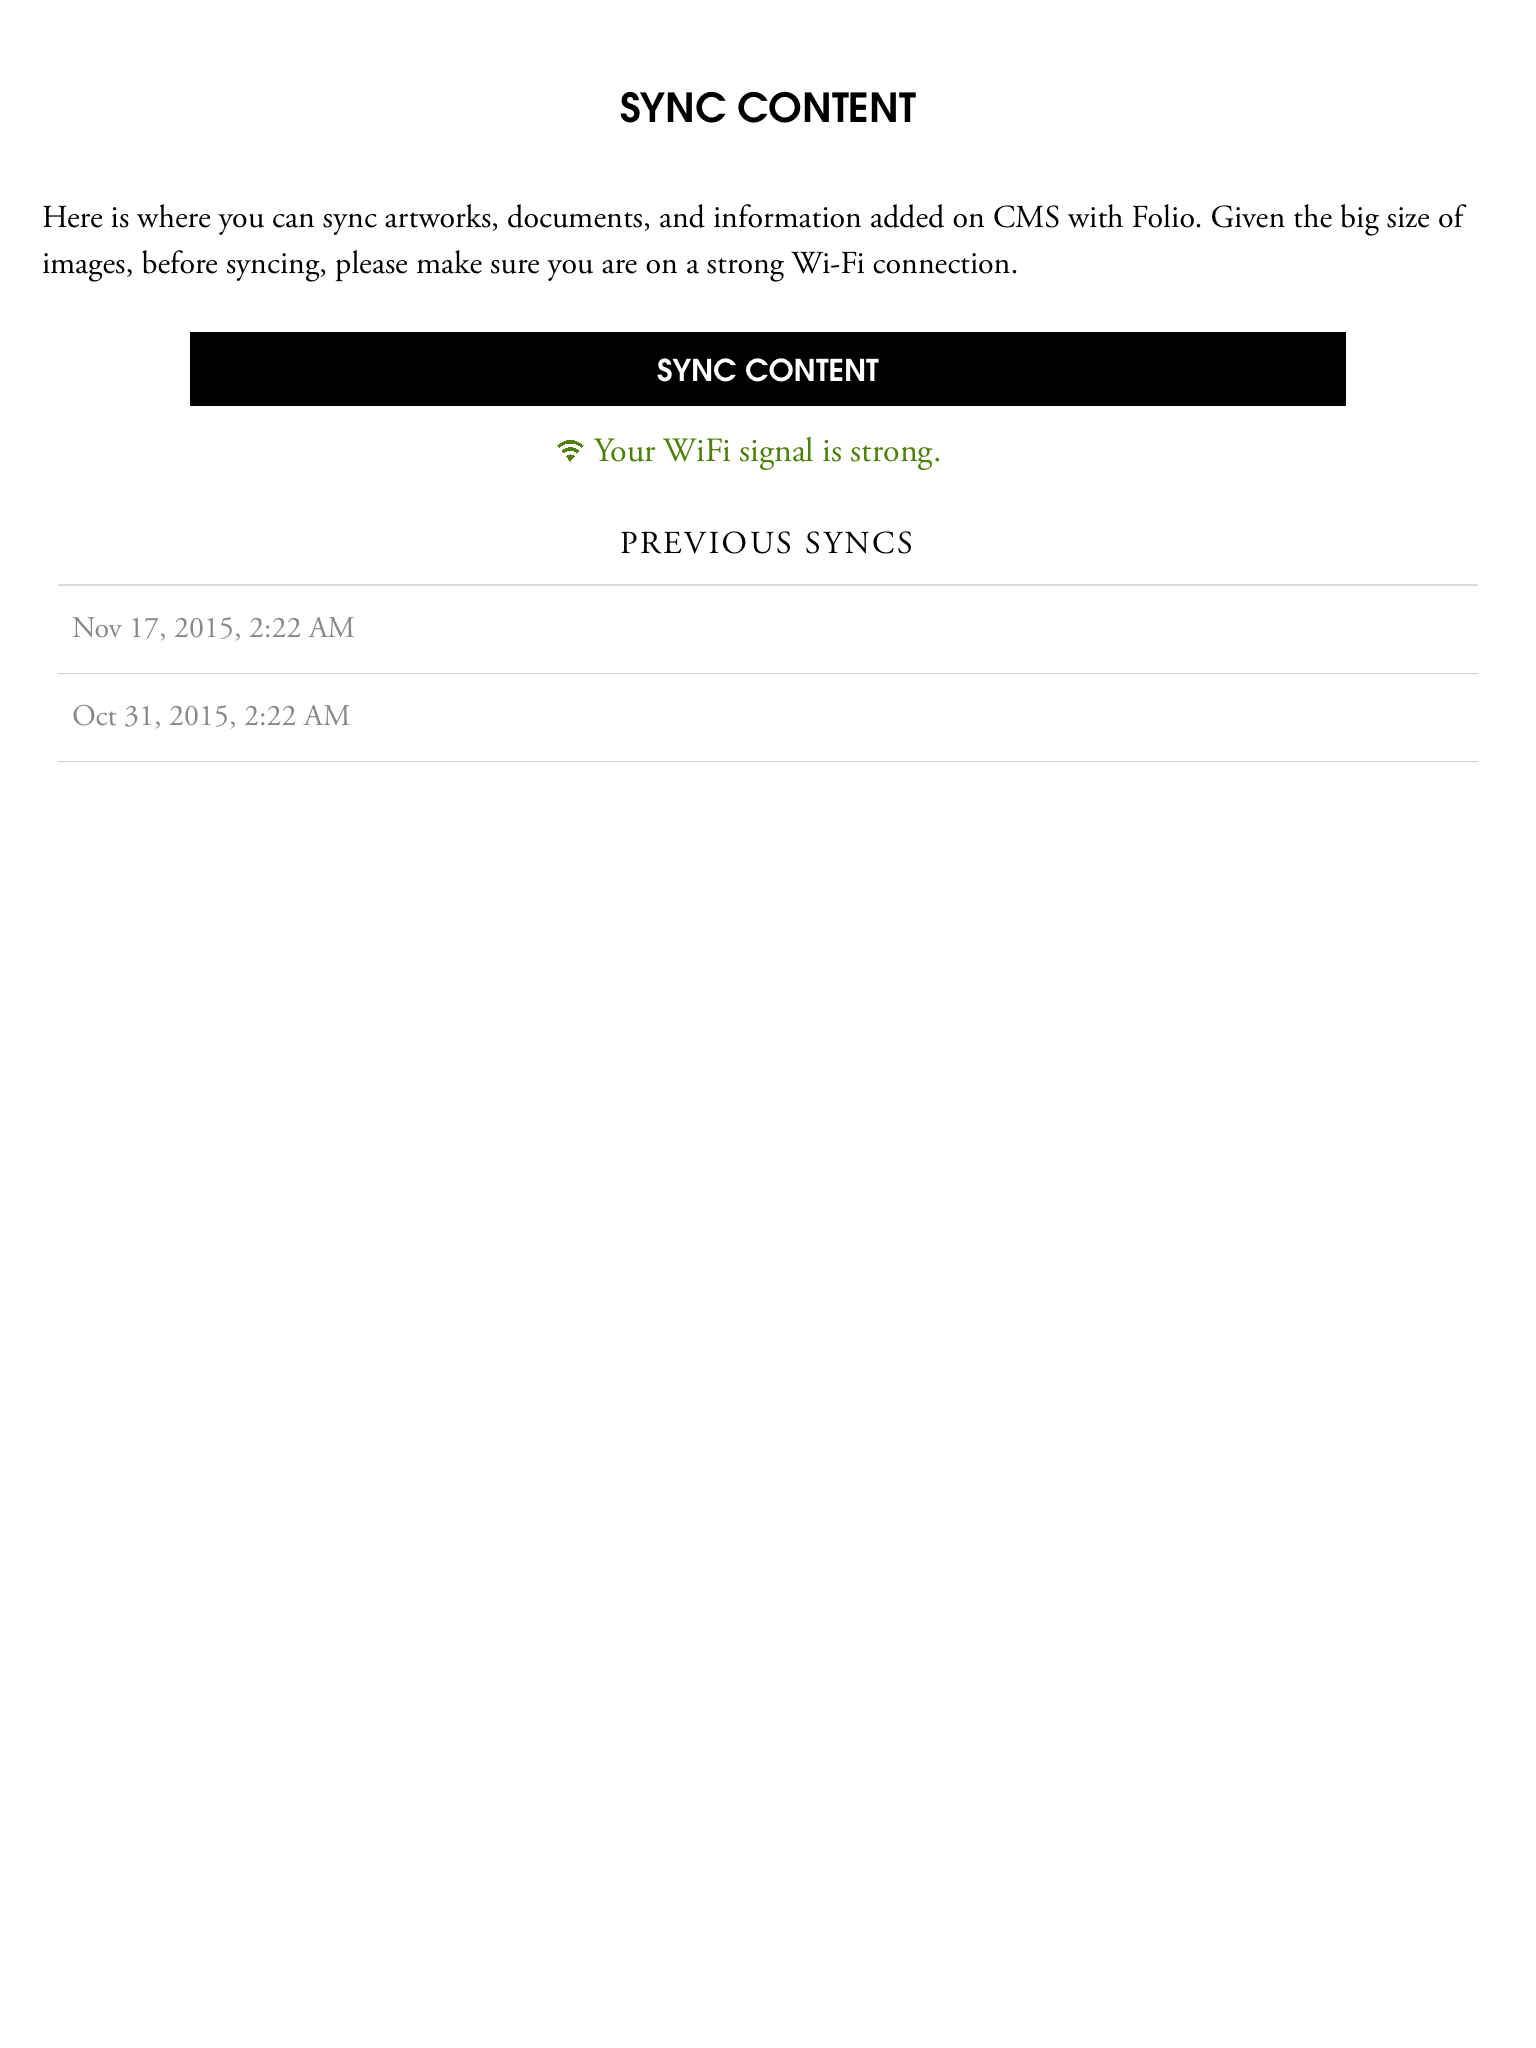 SYNC CONTENT
Here is where you can sync artworks, documents, and information added on CMS with Folio. Given the big size of
images, before syncing, please make sure you are on a strong Wi-Fi connection.
SYNC CONTENT
Your WiFi signal is strong.
PREVIOUS SYNCS
Nov 17, 2015, 2:22 AM
Oct 31, 2015, 2:22 AM